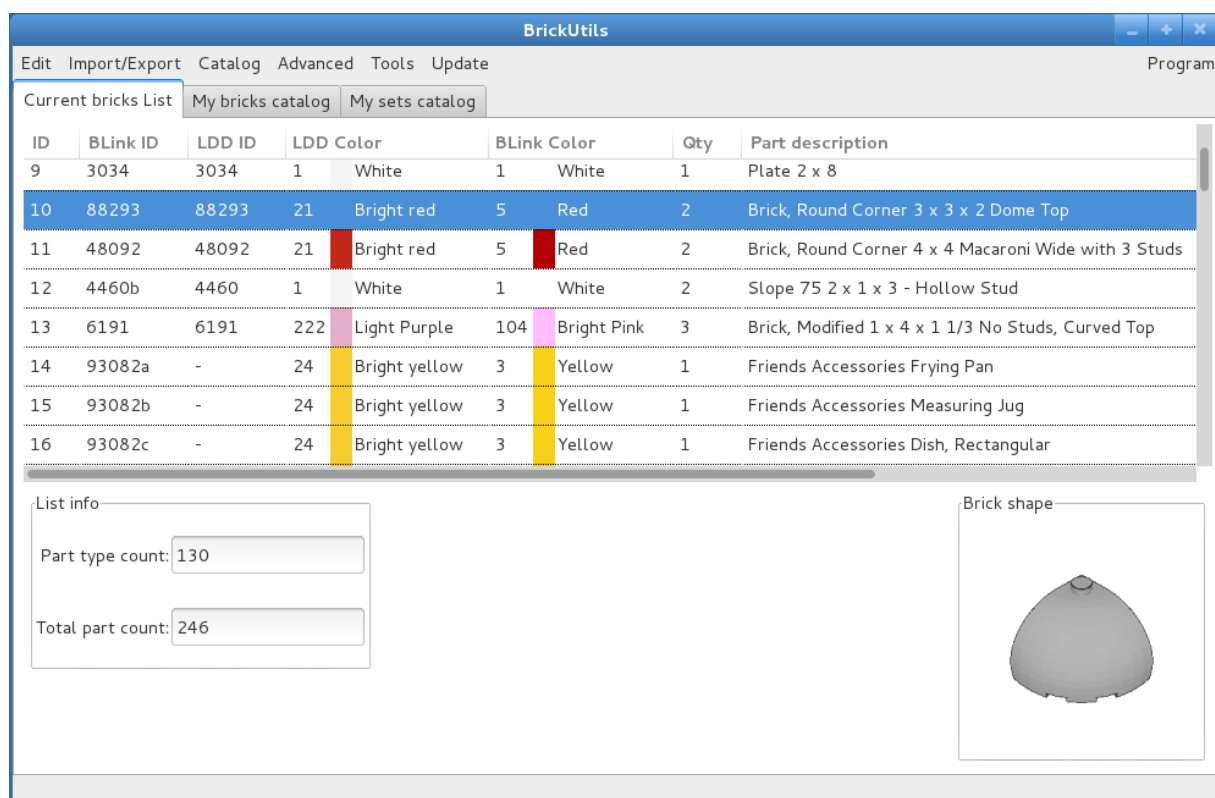 BrickUtils
Edit Import/Export Catalog Advanced Tools Update Program
Current bricks List My bricks catalog My sets catalog
ID BLink ID LDD ID LDD Color BLink Color Qty Part description
9 3034 3034 1 White 1 White 1 Plate 2 x 8
10 88293 88293 21 Bright red 5 Red 2 Brick, Round Corner 3 x 3 x 2 Dome Top
11 48092 48092 21 Bright red 5 Red 2 Brick, Round Corner 4 x 4 Macaroni Wide with 3 Studs
12 4460b 4460 1 White 1 White 2 Slope 75 2 x 1 x 3 - Hollow Stud
13 6191 6191 222 Light Purple 104 Bright Pink 3 Brick, Modified 1 x 4 x 1 1/3 No Studs, Curved Top
14 93082a - 24 Bright yellow 3 Yellow 1 Friends Accessories Frying Pan
15 93082b - 24 Bright yellow 3 Yellow 1 Friends Accessories Measuring Jug
16 93082c - 24 Bright yellow 3 Yellow 1 Friends Accessories Dish, Rectangular
List info
Part type count: 130
Total part count: 246
Brick shape